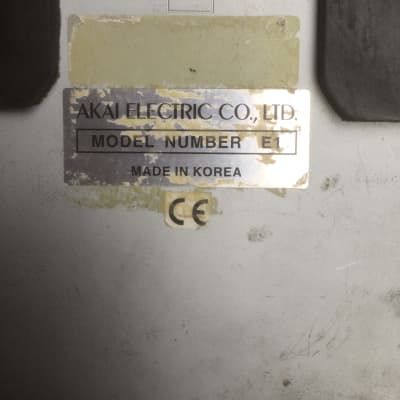 AKAI ELECTRIC CO., LTD.
MODEL NUMBER E1
MADE IN KOREA
CE